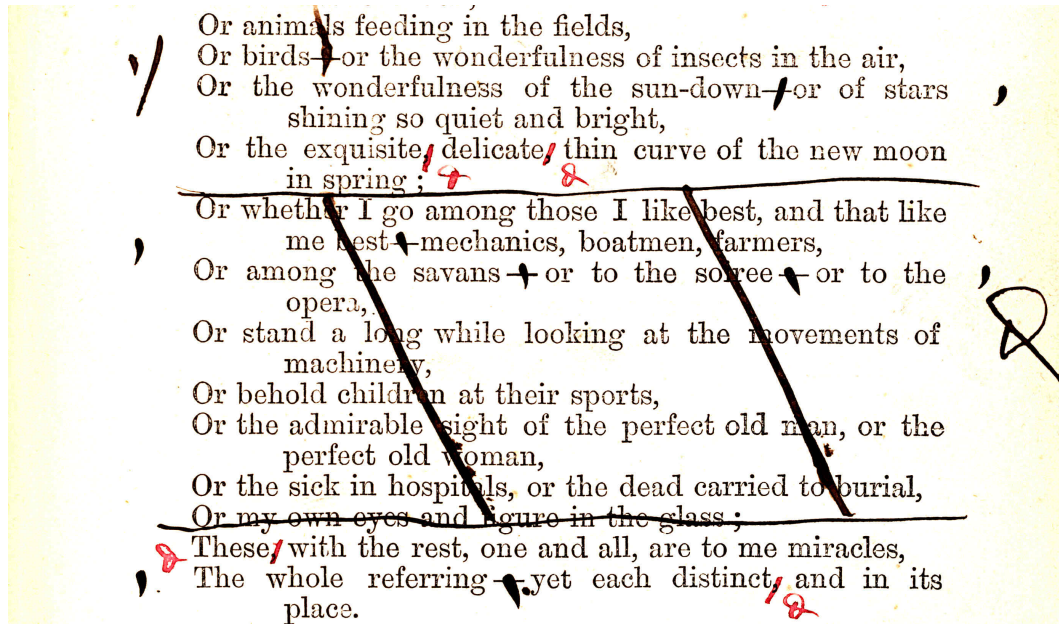 Or animals feeding in the fields,
Or birds—or the wonderfulness of insects in the air,
Or the wonderfulness of the sun-down—or of stars
shining so quiet and bright,
Or the exquisite, delicate, thin curve of the new moon
in spring;
Or whether I go among those I like best, and that like
me best—mechanics, boatmen, farmers,
Or among the savans—or to the soiree—or to the
opera,
Or stand a long while looking at the movements of
machinery,
Or behold children at their sports,
Or the admirable sight of the perfect old man, or the
perfect old woman,
Or the sick in hospitals, or the dead carried to burial,
Or my own eyes and figure in the glass;
These, with the rest, one and all, are to me miracles,
The whole referring—yet each distinct, and in its
place.